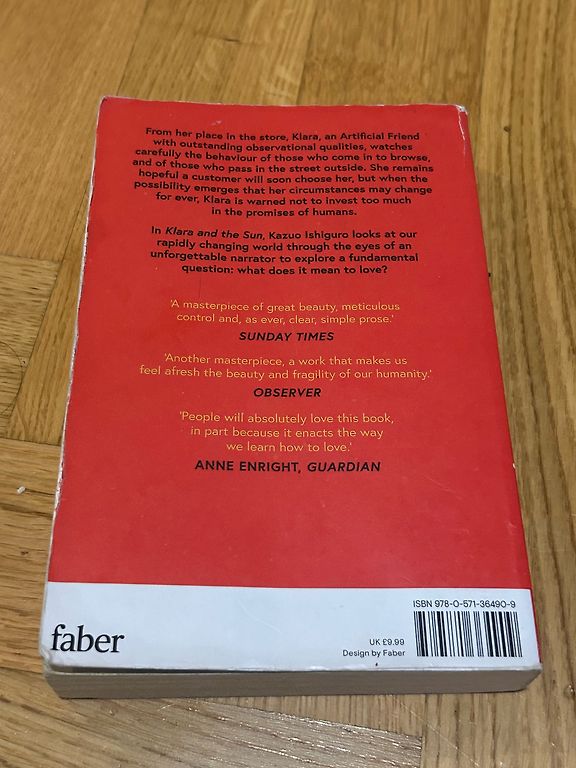 From her place in the store, Klara, an Artificial Friend
with outstanding observational qualities, watches
carefully the behaviour of those who come in to browse,
and of those who pass in the street outside. She remains
hopeful a customer will soon choose her, but when the
possibility emerges that her circumstances may change
for ever, Klara is warned not to invest too much
in the promises of humans.
In Klara and the Sun, Kazuo Ishiguro looks at our
rapidly changing world through the eyes of an
unforgettable narrator to explore a fundamental
question: what does it mean to love?
'A masterpiece of great beauty, meticulous
control and, as ever, clear, simple prose.'
SUNDAY TIMES
'Another masterpiece, a work that makes us
feel afresh the beauty and fragility of our humanity.'
OBSERVER
'People will absolutely love this book,
in part because it enacts the way
we learn how to love.'
ANNE ENRIGHT, GUARDIAN
ISBN 978-0-571-36490-9
faber
UK £9.99
Design by Faber